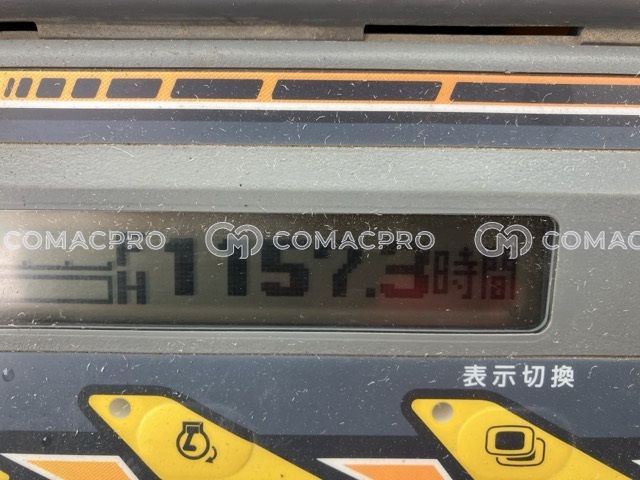 COMACPRO COMACPRO COMACPRO
F
H 1157.3時間
表示切換